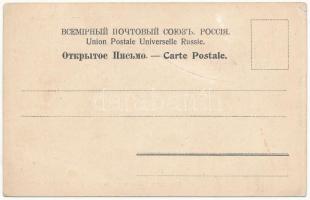 ВСЕМІРНЫЙ ПОЧТОВЫЙ СОЮЗЪ. РОССІЯ.
Union Postale Universelle Russie.
Открытое Письмо. — Carte Postale.